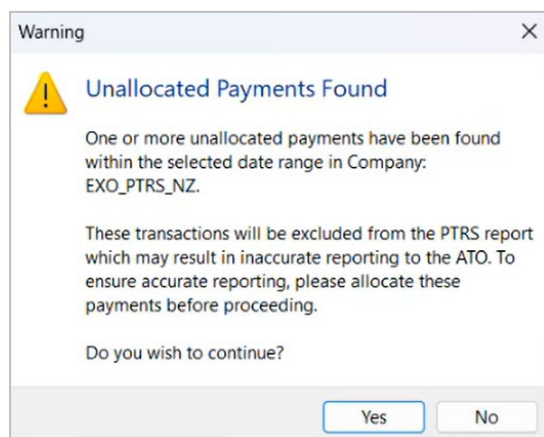 Warning
Unallocated Payments Found
One or more unallocated payments have been found
within the selected date range in Company:
EXO_PTRS_NZ.
These transactions will be excluded from the PTRS report
which may result in inaccurate reporting to the ATO. To
ensure accurate reporting, please allocate these
payments before proceeding.
Do you wish to continue?
Yes
No